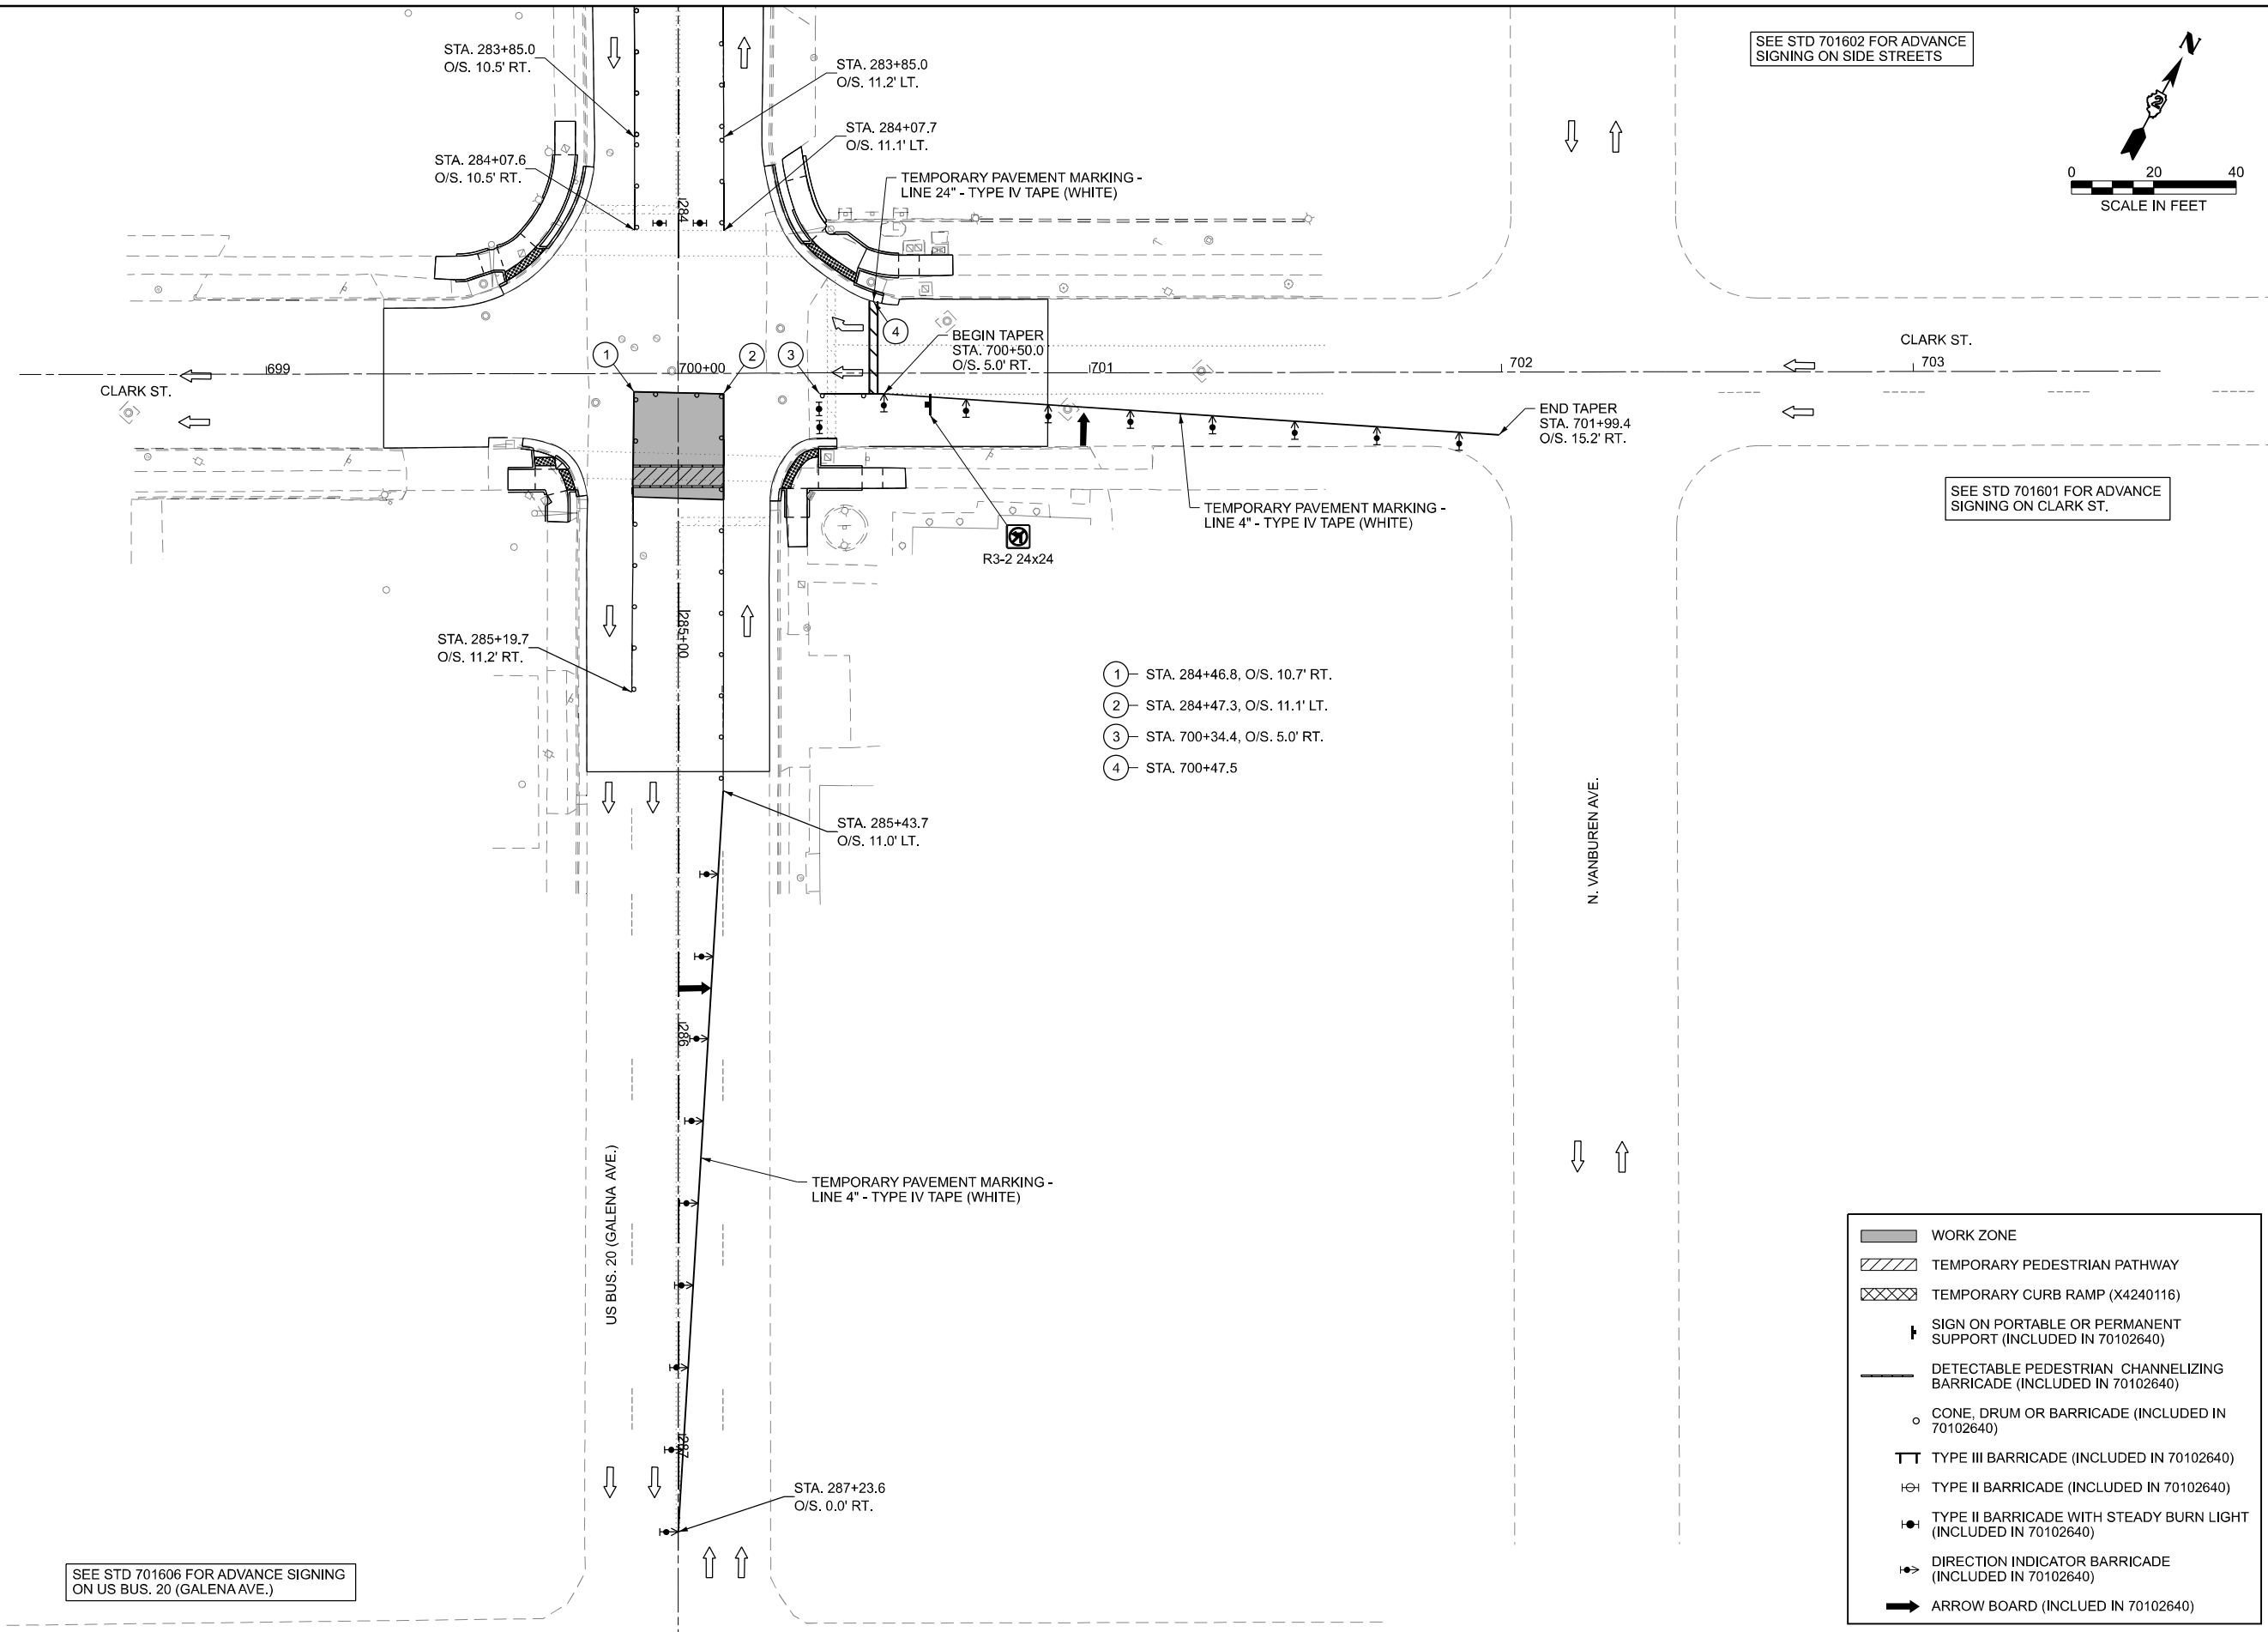 STA. 283+85.0
O/S. 10.5' RT.
STA. 283+85.0
O/S. 11.2' LT.
SEE STD 701602 FOR ADVANCE
SIGNING ON SIDE STREETS
N
2
0 20 40
SCALE IN FEET
STA. 284+07.7
O/S. 11.1' LT.
STA. 284+07.6
O/S. 10.5' RT.
TEMPORARY PAVEMENT MARKING -
LINE 24" - TYPE IV TAPE (WHITE)
284
4
BEGIN TAPER
STA. 700+50.0
O/S. 5.0' RT.
1
2
3
699
700+00
701
702
703
CLARK ST.
CLARK ST.
END TAPER
STA. 701+99.4
O/S. 15.2' RT.
SEE STD 701601 FOR ADVANCE
SIGNING ON CLARK ST.
TEMPORARY PAVEMENT MARKING -
LINE 4" - TYPE IV TAPE (WHITE)
R3-2 24x24
285+00
STA. 285+19.7
O/S. 11.2' RT.
1 STA. 284+46.8, O/S. 10.7' RT.
2 STA. 284+47.3, O/S. 11.1' LT.
3 STA. 700+34.4, O/S. 5.0' RT.
4 STA. 700+47.5
STA. 285+43.7
O/S. 11.0' LT.
N. VANBUREN AVE.
286
US BUS. 20 (GALENA AVE.)
TEMPORARY PAVEMENT MARKING -
LINE 4" - TYPE IV TAPE (WHITE)
287
STA. 287+23.6
O/S. 0.0' RT.
SEE STD 701606 FOR ADVANCE SIGNING
ON US BUS. 20 (GALENA AVE.)
WORK ZONE
TEMPORARY PEDESTRIAN PATHWAY
TEMPORARY CURB RAMP (X4240116)
SIGN ON PORTABLE OR PERMANENT
SUPPORT (INCLUDED IN 70102640)
DETECTABLE PEDESTRIAN CHANNELIZING
BARRICADE (INCLUDED IN 70102640)
CONE, DRUM OR BARRICADE (INCLUDED IN
70102640)
TYPE III BARRICADE (INCLUDED IN 70102640)
TYPE II BARRICADE (INCLUDED IN 70102640)
TYPE II BARRICADE WITH STEADY BURN LIGHT
(INCLUDED IN 70102640)
DIRECTION INDICATOR BARRICADE
(INCLUDED IN 70102640)
ARROW BOARD (INCLUED IN 70102640)